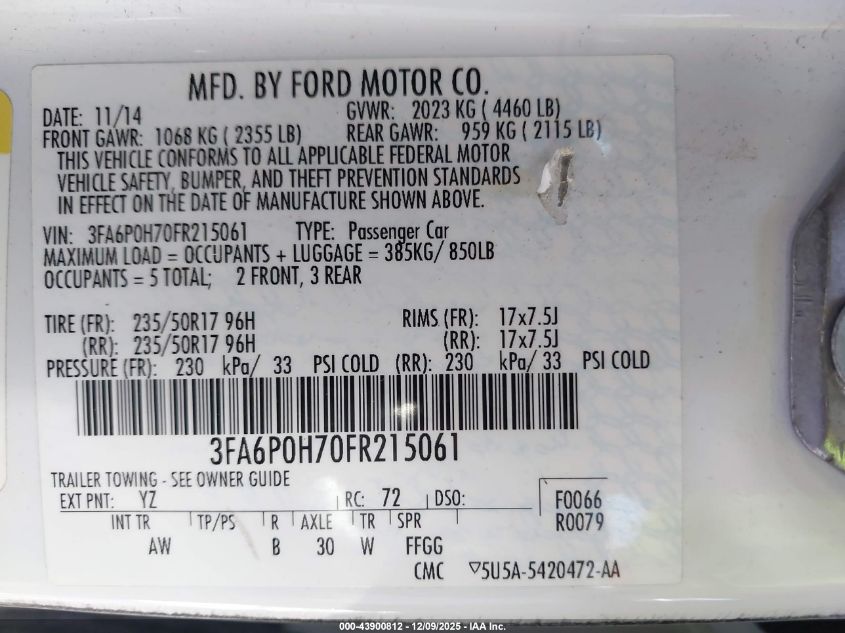 MFD. BY FORD MOTOR CO.
DATE: 11/14 GVWR: 2023 KG ( 4460 LB)
FRONT GAWR: 1068 KG ( 2355 LB) REAR GAWR: 959 KG ( 2115 LB)
THIS VEHICLE CONFORMS TO ALL APPLICABLE FEDERAL MOTOR
VEHICLE SAFETY, BUMPER, AND THEFT PREVENTION STANDARDS
IN EFFECT ON THE DATE OF MANUFACTURE SHOWN ABOVE.
VIN: 3FA6P0H70FR215061 TYPE: Passenger Car
MAXIMUM LOAD = OCCUPANTS + LUGGAGE = 385KG/ 850LB
OCCUPANTS = 5 TOTAL; 2 FRONT, 3 REAR
TIRE (FR): 235/50R17 96H RIMS (FR): 17x7.5J
(RR): 235/50R17 96H (RR): 17x7.5J
PRESSURE (FR): 230 kPa/ 33 PSI COLD (RR): 230 kPa/ 33 PSI COLD
3FA6P0H70FR215061
TRAILER TOWING - SEE OWNER GUIDE
EXT PNT: YZ RC: 72 DSO: F0066
R0079
INT TR TP/PS R AXLE TR SPR
AW B 30 W FFGG
CMC ▽5U5A-5420472-AA
000-43900812 - 12/09/2025 - IAA Inc.